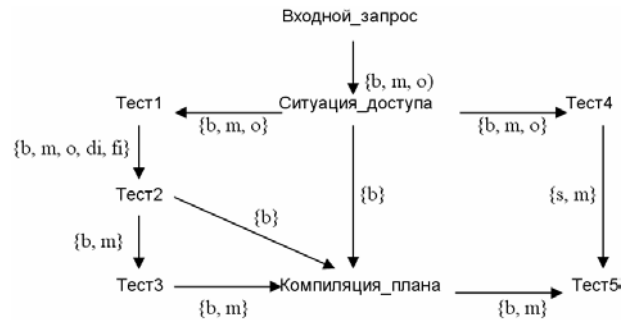 Входной_запрос
{b, m, o)
Тест1
Ситуация_доступа
Тест4
{b, m, o}
{b, m, o}
{b, m, o, di, fi}
Тест2
{b}
{b}
{s, m}
{b, m}
Тест3
Компиляция_плана
Тест5
{b, m}
{b, m}